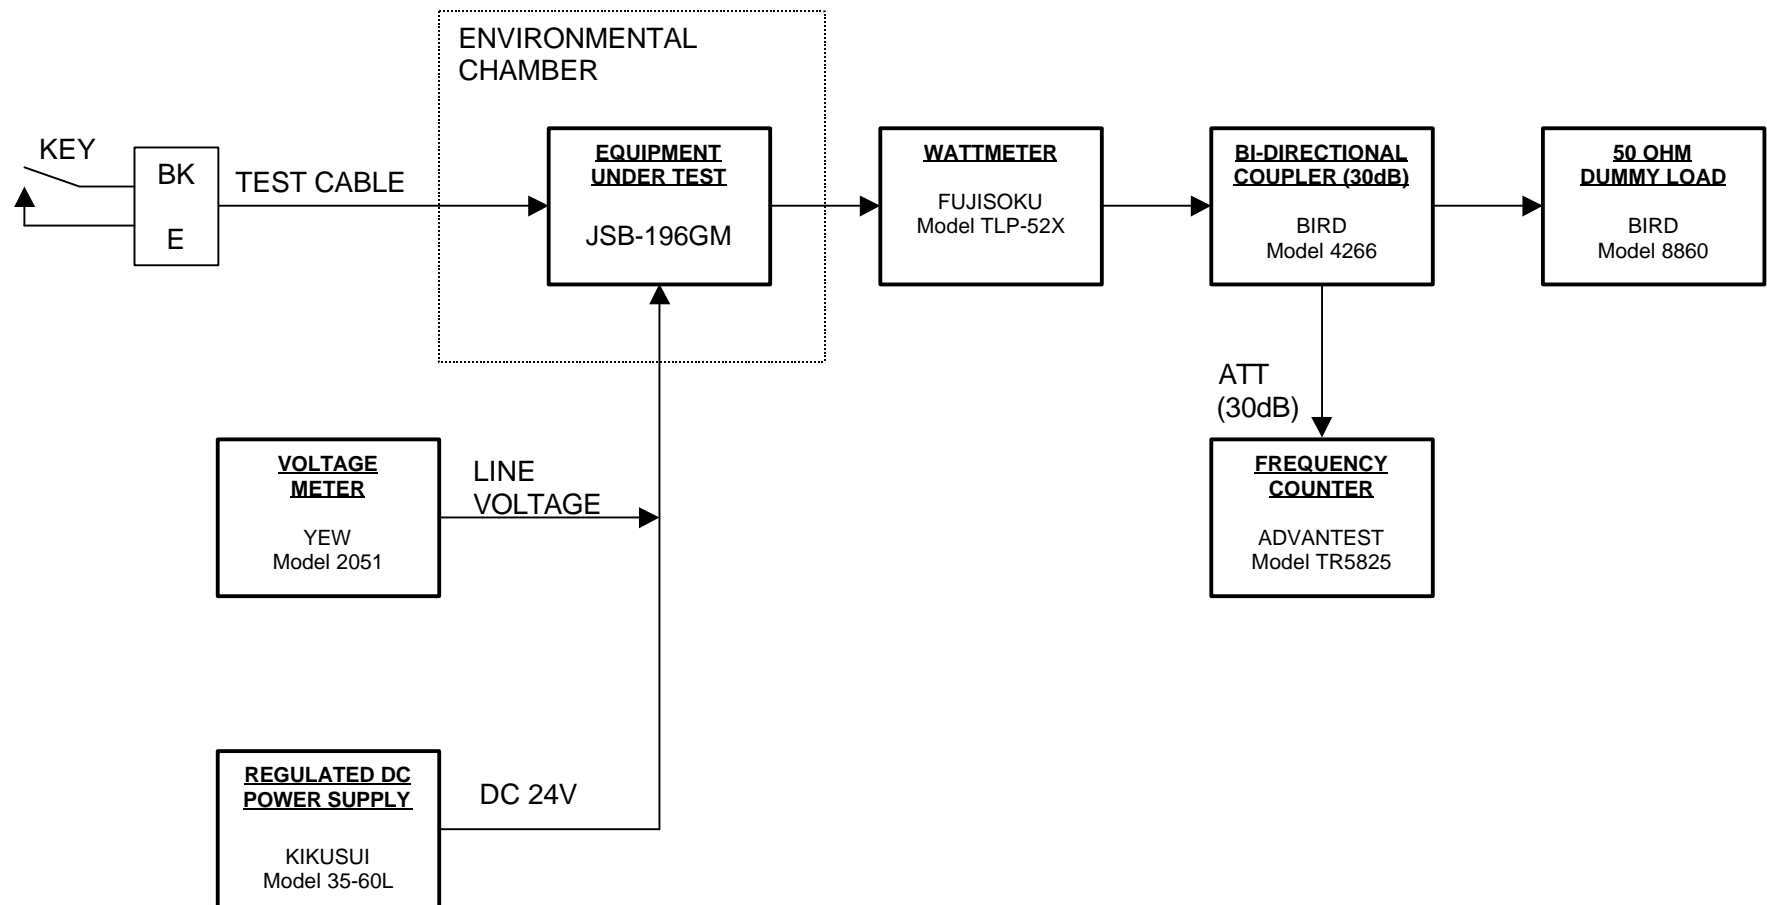 ENVIRONMENTAL
CHAMBER
KEY
BK
E
TEST CABLE
EQUIPMENT
UNDER TEST
JSB-196GM
WATTMETER
FUJISOKU
Model TLP-52X
BI-DIRECTIONAL
COUPLER (30dB)
BIRD
Model 4266
50 OHM
DUMMY LOAD
BIRD
Model 8860
ATT
(30dB)
VOLTAGE
METER
YEW
Model 2051
LINE
VOLTAGE
FREQUENCY
COUNTER
ADVANTEST
Model TR5825
REGULATED DC
POWER SUPPLY
KIKUSUI
Model 35-60L
DC 24V